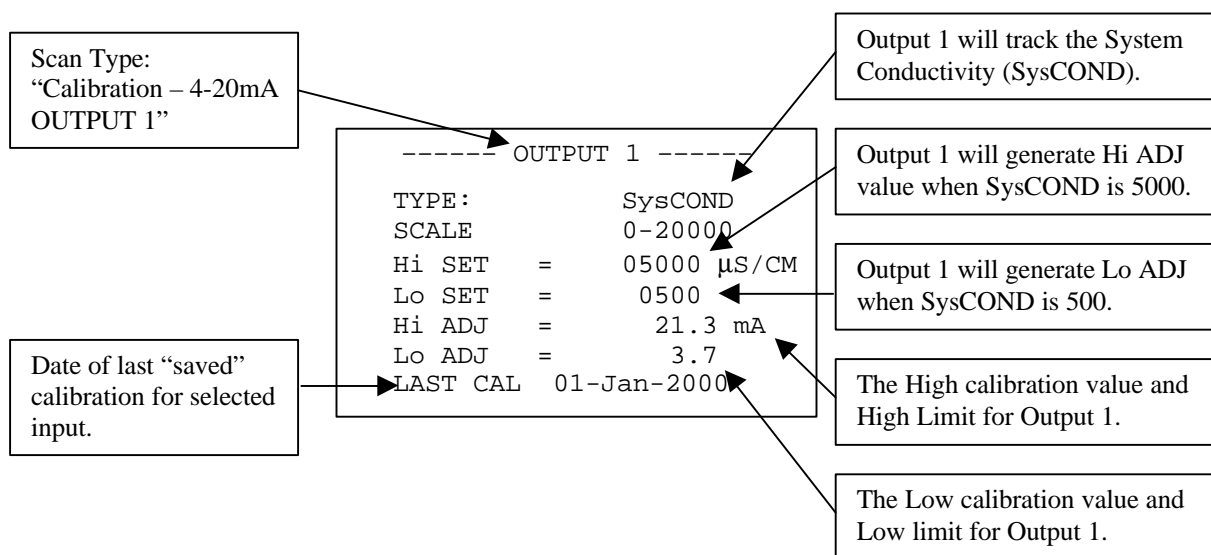 Scan Type:
“Calibration – 4-20mA
OUTPUT 1”
Date of last “saved”
calibration for selected
input.
------ OUTPUT 1 ------
TYPE: SysCOND
SCALE 0-20000
Hi SET = 05000 µS/CM
Lo SET = 0500
Hi ADJ = 21.3 mA
Lo ADJ = 3.7
LAST CAL 01-Jan-2000
Output 1 will track the System
Conductivity (SysCOND).
Output 1 will generate Hi ADJ
value when SysCOND is 5000.
Output 1 will generate Lo ADJ
when SysCOND is 500.
The High calibration value and
High Limit for Output 1.
The Low calibration value and
Low limit for Output 1.